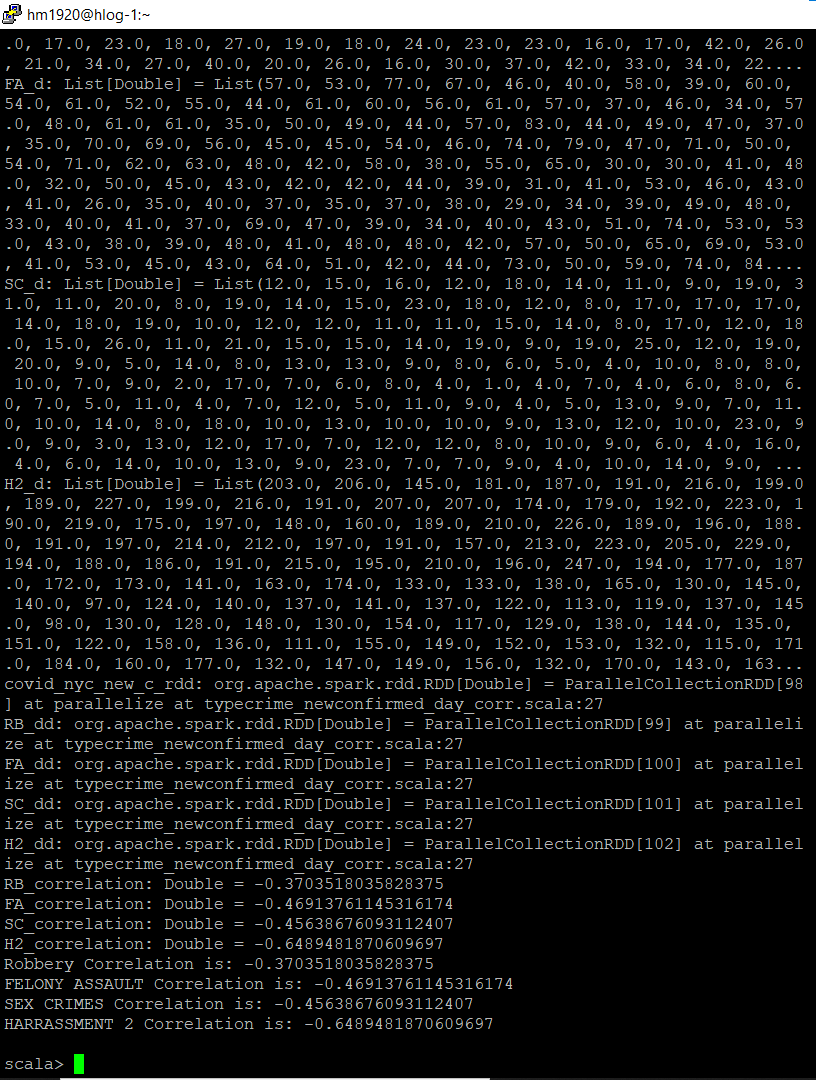 hm1920@hlog-1:~
.0, 17.0, 23.0, 18.0, 27.0, 19.0, 18.0, 24.0, 23.0, 23.0, 16.0, 17.0, 42.0, 26.0
, 21.0, 34.0, 27.0, 40.0, 20.0, 26.0, 16.0, 30.0, 37.0, 42.0, 33.0, 34.0, 22....
FA_d: List[Double] = List(57.0, 53.0, 77.0, 67.0, 46.0, 40.0, 58.0, 39.0, 60.0,
54.0, 61.0, 52.0, 55.0, 44.0, 61.0, 60.0, 56.0, 61.0, 57.0, 37.0, 46.0, 34.0, 57
.0, 48.0, 61.0, 61.0, 35.0, 50.0, 49.0, 44.0, 57.0, 83.0, 44.0, 49.0, 47.0, 37.0
, 35.0, 70.0, 69.0, 56.0, 45.0, 45.0, 54.0, 46.0, 74.0, 79.0, 47.0, 71.0, 50.0,
54.0, 71.0, 62.0, 63.0, 48.0, 42.0, 58.0, 38.0, 55.0, 65.0, 30.0, 30.0, 41.0, 48
.0, 32.0, 50.0, 45.0, 43.0, 42.0, 42.0, 44.0, 39.0, 31.0, 41.0, 53.0, 46.0, 43.0
, 41.0, 26.0, 35.0, 40.0, 37.0, 35.0, 37.0, 38.0, 29.0, 34.0, 39.0, 49.0, 48.0,
33.0, 40.0, 41.0, 37.0, 69.0, 47.0, 39.0, 34.0, 40.0, 43.0, 51.0, 74.0, 53.0, 53
.0, 43.0, 38.0, 39.0, 48.0, 41.0, 48.0, 48.0, 42.0, 57.0, 50.0, 65.0, 69.0, 53.0
, 41.0, 53.0, 45.0, 43.0, 64.0, 51.0, 42.0, 44.0, 73.0, 50.0, 59.0, 74.0, 84....
SC_d: List[Double] = List(12.0, 15.0, 16.0, 12.0, 18.0, 14.0, 11.0, 9.0, 19.0, 3
1.0, 11.0, 20.0, 8.0, 19.0, 14.0, 15.0, 23.0, 18.0, 12.0, 8.0, 17.0, 17.0, 17.0,
 14.0, 18.0, 19.0, 10.0, 12.0, 12.0, 11.0, 11.0, 15.0, 14.0, 8.0, 17.0, 12.0, 18
.0, 15.0, 26.0, 11.0, 21.0, 15.0, 15.0, 14.0, 19.0, 9.0, 19.0, 25.0, 12.0, 19.0,
 20.0, 9.0, 5.0, 14.0, 8.0, 13.0, 13.0, 9.0, 8.0, 6.0, 5.0, 4.0, 10.0, 8.0, 8.0,
 10.0, 7.0, 9.0, 2.0, 17.0, 7.0, 6.0, 8.0, 4.0, 1.0, 4.0, 7.0, 4.0, 6.0, 8.0, 6.
0, 7.0, 5.0, 11.0, 4.0, 7.0, 12.0, 5.0, 11.0, 9.0, 4.0, 5.0, 13.0, 9.0, 7.0, 11.
0, 10.0, 14.0, 8.0, 18.0, 10.0, 13.0, 10.0, 10.0, 9.0, 13.0, 12.0, 10.0, 23.0, 9
.0, 9.0, 3.0, 13.0, 12.0, 17.0, 7.0, 12.0, 12.0, 8.0, 10.0, 9.0, 6.0, 4.0, 16.0,
 4.0, 6.0, 14.0, 10.0, 13.0, 9.0, 23.0, 7.0, 7.0, 9.0, 4.0, 10.0, 14.0, 9.0, ...
H2_d: List[Double] = List(203.0, 206.0, 145.0, 181.0, 187.0, 191.0, 216.0, 199.0
, 189.0, 227.0, 199.0, 216.0, 191.0, 207.0, 207.0, 174.0, 179.0, 192.0, 223.0, 1
90.0, 219.0, 175.0, 197.0, 148.0, 160.0, 189.0, 210.0, 226.0, 189.0, 196.0, 188.
0, 191.0, 197.0, 214.0, 212.0, 197.0, 191.0, 157.0, 213.0, 223.0, 205.0, 229.0,
194.0, 188.0, 186.0, 191.0, 215.0, 195.0, 210.0, 196.0, 247.0, 194.0, 177.0, 187
.0, 172.0, 173.0, 141.0, 163.0, 174.0, 133.0, 133.0, 138.0, 165.0, 130.0, 145.0,
 140.0, 97.0, 124.0, 140.0, 137.0, 141.0, 137.0, 122.0, 113.0, 119.0, 137.0, 145
.0, 98.0, 130.0, 128.0, 148.0, 130.0, 154.0, 117.0, 129.0, 138.0, 144.0, 135.0,
151.0, 122.0, 158.0, 136.0, 111.0, 155.0, 149.0, 152.0, 153.0, 132.0, 115.0, 171
.0, 184.0, 160.0, 177.0, 132.0, 147.0, 149.0, 156.0, 132.0, 170.0, 143.0, 163...
covid_nyc_new_c_rdd: org.apache.spark.rdd.RDD[Double] = ParallelCollectionRDD[98
] at parallelize at typecrime_newconfirmed_day_corr.scala:27
RB_dd: org.apache.spark.rdd.RDD[Double] = ParallelCollectionRDD[99] at paralleli
ze at typecrime_newconfirmed_day_corr.scala:27
FA_dd: org.apache.spark.rdd.RDD[Double] = ParallelCollectionRDD[100] at parallel
ize at typecrime_newconfirmed_day_corr.scala:27
SC_dd: org.apache.spark.rdd.RDD[Double] = ParallelCollectionRDD[101] at parallel
ize at typecrime_newconfirmed_day_corr.scala:27
H2_dd: org.apache.spark.rdd.RDD[Double] = ParallelCollectionRDD[102] at parallel
ize at typecrime_newconfirmed_day_corr.scala:27
RB_correlation: Double = -0.3703518035828375
FA_correlation: Double = -0.46913761145316174
SC_correlation: Double = -0.45638676093112407
H2_correlation: Double = -0.6489481870609697
Robbery Correlation is: -0.3703518035828375
FELONY ASSAULT Correlation is: -0.46913761145316174
SEX CRIMES Correlation is: -0.45638676093112407
HARRASSMENT 2 Correlation is: -0.6489481870609697
scala>